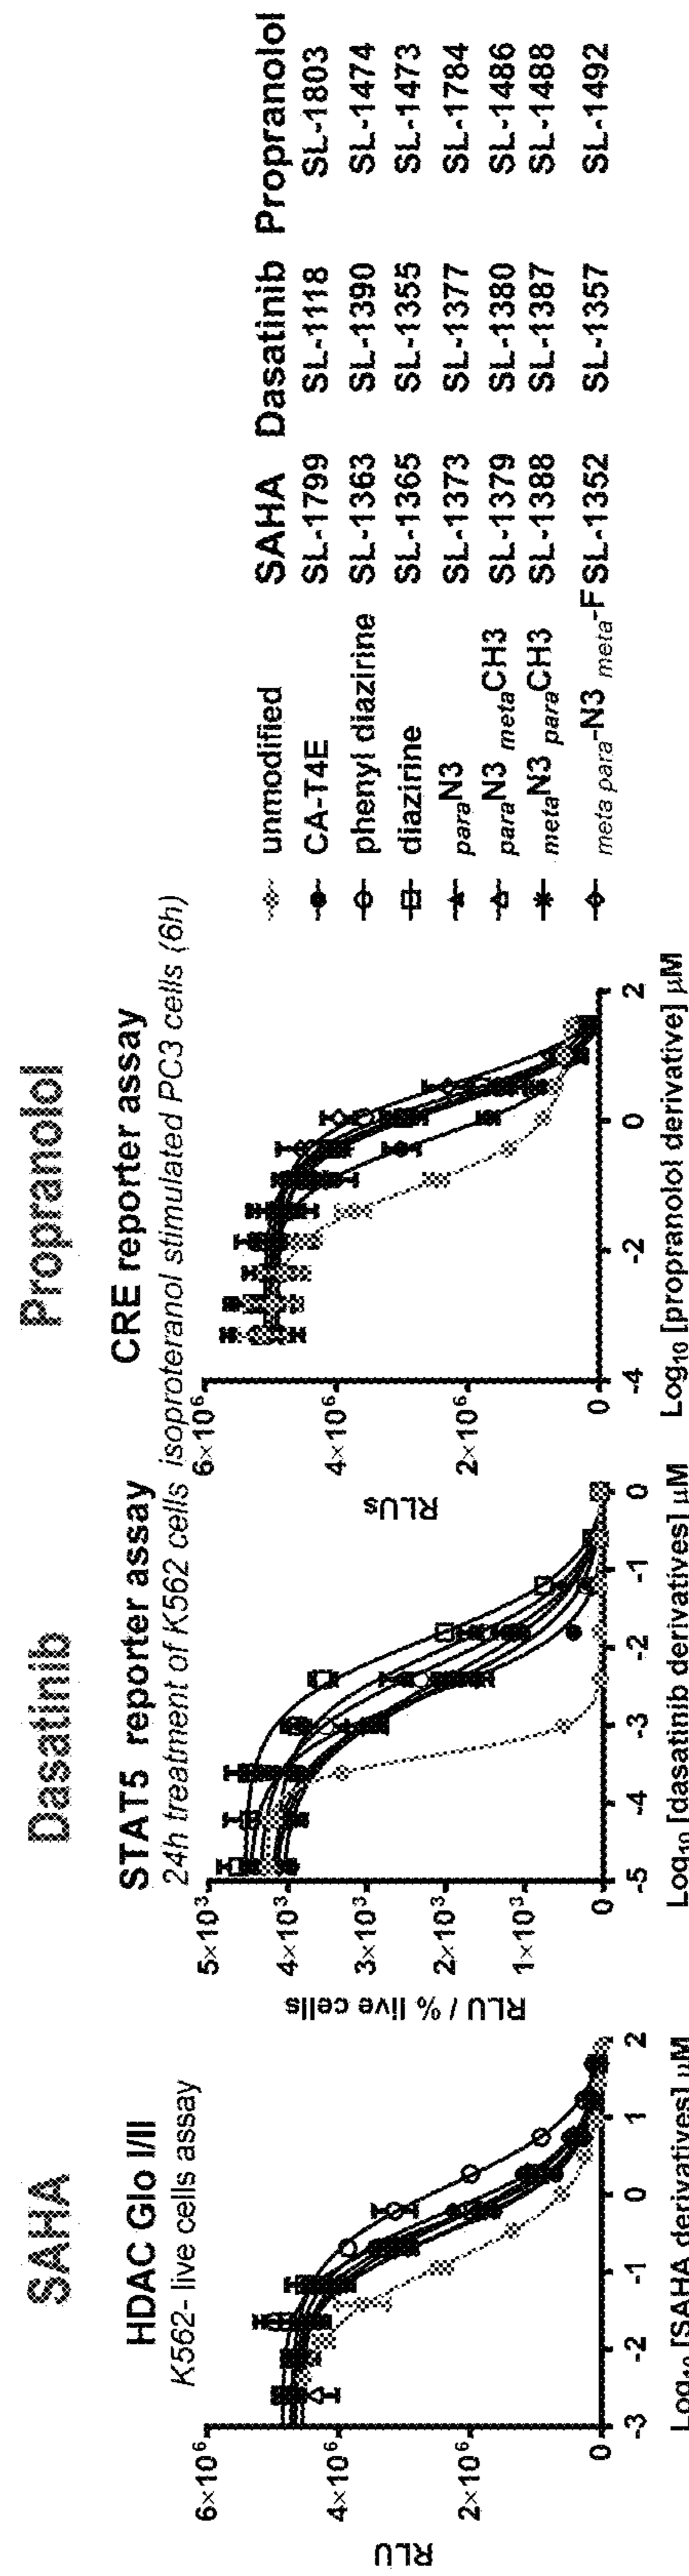 SAHA
HDAC Glo I/II
K562- live cells assay
RLU
6×10⁶
4×10⁶
2×10⁶
0
-3 -2 -1 0 1 2
Log₁₀ [SAHA derivatives] µM
Dasatinib
STAT5 reporter assay
24h treatment of K562 cells
RLU / % live cells
5×10³
4×10³
3×10³
2×10³
1×10³
0
-5 -4 -3 -2 -1 0
Log₁₀ [dasatinib derivatives] µM
Propranolol
CRE reporter assay
isoproteranol stimulated PC3 cells (6h)
RLUs
6×10⁶
4×10⁶
2×10⁶
0
-4 -2 0 2
Log₁₀ [propranolol derivative] µM
SAHA Dasatinib Propranolol
unmodified
CA-T4E SL-1799 SL-1118 SL-1803
phenyl diazirine SL-1363 SL-1390 SL-1474
diazirine SL-1365 SL-1355 SL-1473
paraN3 SL-1373 SL-1377 SL-1784
paraN3 metaCH3 SL-1379 SL-1380 SL-1486
metaN3 paraCH3 SL-1388 SL-1387 SL-1488
meta para-N3 meta-F SL-1352 SL-1357 SL-1492